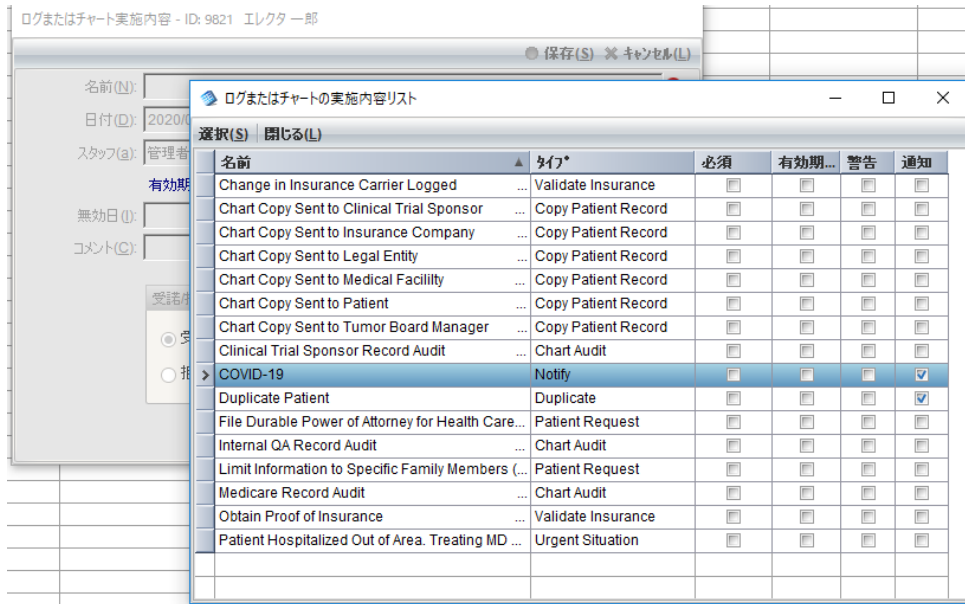 ログまたはチャート実施内容 - ID: 9821 エレクタ 一郎
保存(S) キャンセル(L)
名前(N):
日付(D): 2020/0
スタッフ(a): 管理者
有効期
無効日(I):
コメント(C):
受諾/
ログまたはチャートの実施内容リスト
選択(S) 閉じる(L)
名前 タイプ* 必須 有効期... 警告 通知
Change in Insurance Carrier Logged ... Validate Insurance
Chart Copy Sent to Clinical Trial Sponsor ... Copy Patient Record
Chart Copy Sent to Insurance Company ... Copy Patient Record
Chart Copy Sent to Legal Entity ... Copy Patient Record
Chart Copy Sent to Medical Facililty ... Copy Patient Record
Chart Copy Sent to Patient ... Copy Patient Record
Chart Copy Sent to Tumor Board Manager ... Copy Patient Record
Clinical Trial Sponsor Record Audit ... Chart Audit
COVID-19 Notify
Duplicate Patient Duplicate
File Durable Power of Attorney for Health Care... Patient Request
Internal QA Record Audit ... Chart Audit
Limit Information to Specific Family Members (... Patient Request
Medicare Record Audit ... Chart Audit
Obtain Proof of Insurance ... Validate Insurance
Patient Hospitalized Out of Area. Treating MD ... Urgent Situation